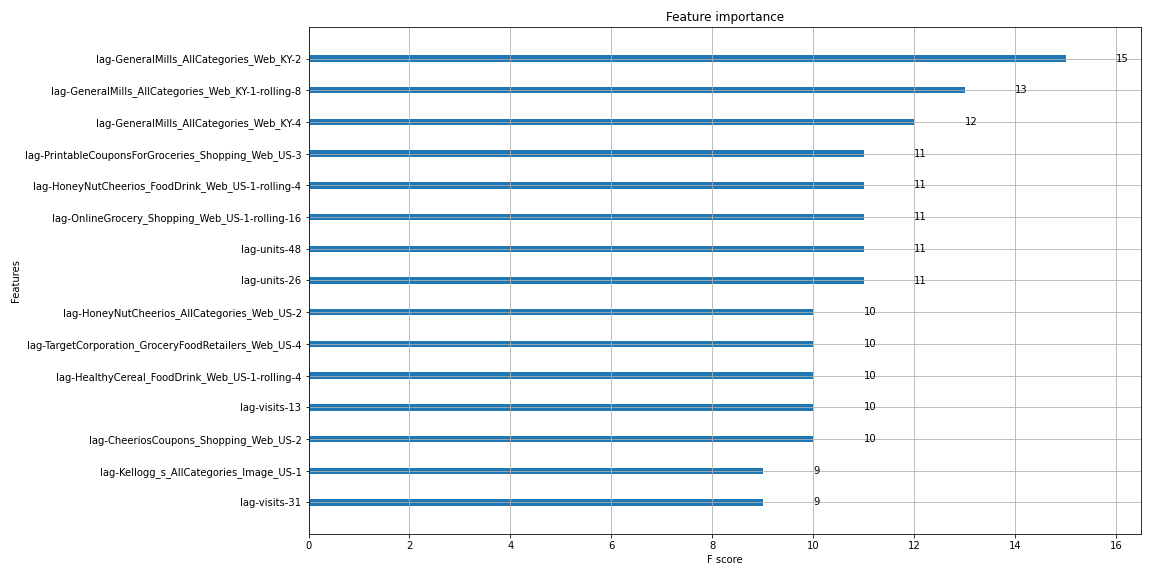 Feature importance
Features
lag-GeneralMills_AllCategories_Web_KY-2
15
lag-GeneralMills_AllCategories_Web_KY-1-rolling-8
13
lag-GeneralMills_AllCategories_Web_KY-4
12
lag-PrintableCouponsForGroceries_Shopping_Web_US-3
11
lag-HoneyNutCheerios_FoodDrink_Web_US-1-rolling-4
11
lag-OnlineGrocery_Shopping_Web_US-1-rolling-16
11
lag-units-48
11
lag-units-26
11
lag-HoneyNutCheerios_AllCategories_Web_US-2
10
lag-TargetCorporation_GroceryFoodRetailers_Web_US-4
10
lag-HealthyCereal_FoodDrink_Web_US-1-rolling-4
10
lag-visits-13
10
lag-CheeriosCoupons_Shopping_Web_US-2
10
lag-Kellogg_s_AllCategories_Image_US-1
9
lag-visits-31
9
0 2 4 6 8 10 12 14 16
F score